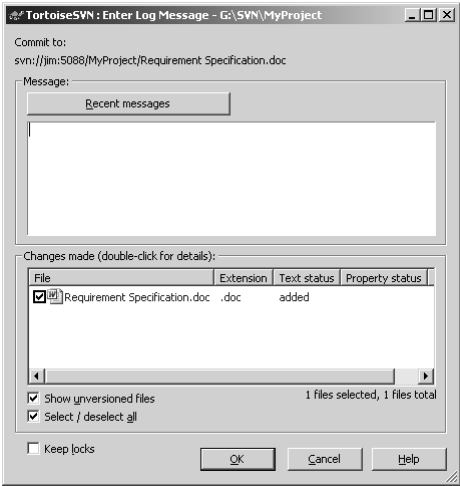 TortoiseSVN : Enter Log Message - G:\SVN\MyProject
Commit to:
svn://jim:5088/MyProject/Requirement Specification.doc
Message:
Recent messages
Changes made (double-click for details):
File Extension Text status Property status
Requirement Specification.doc .doc added
Show unversioned files 1 files selected, 1 files total
Select / deselect all
Keep locks OK Cancel Help